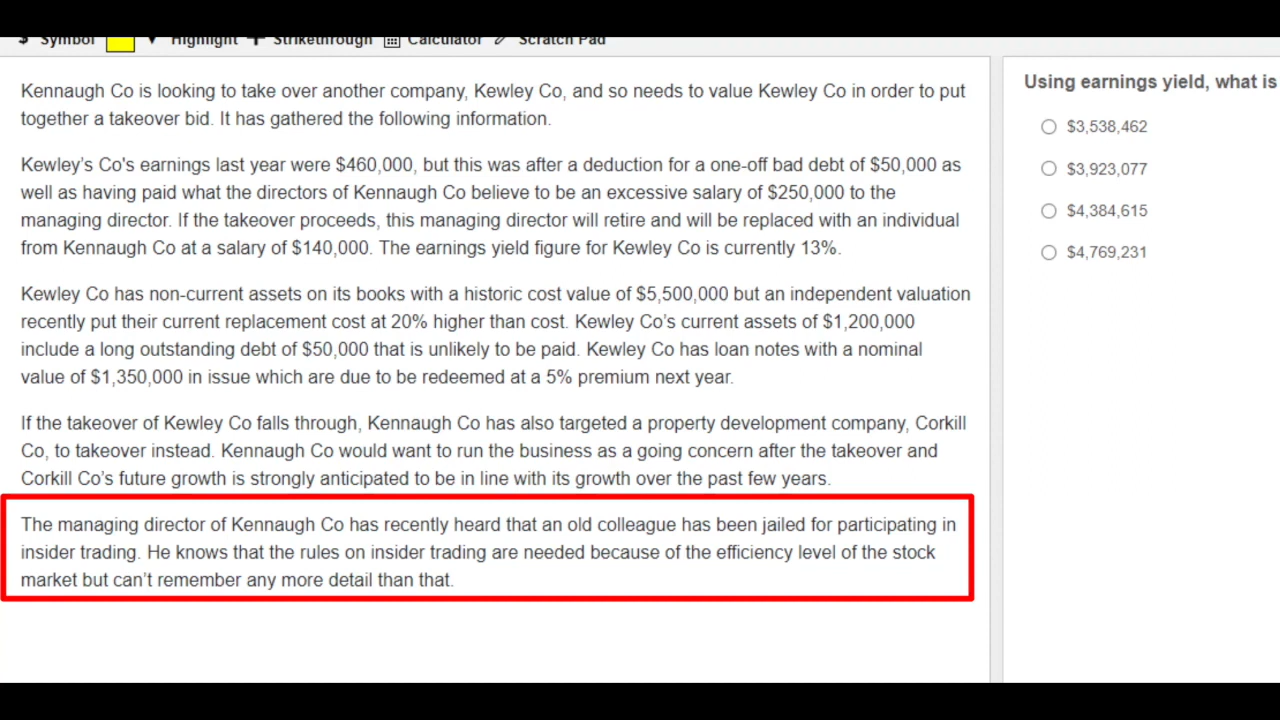 $ Symbol Highlight Strikethrough Calculator Scratch Pad
Kennaugh Co is looking to take over another company, Kewley Co, and so needs to value Kewley Co in order to put
together a takeover bid. It has gathered the following information.
Kewley’s Co's earnings last year were $460,000, but this was after a deduction for a one-off bad debt of $50,000 as
well as having paid what the directors of Kennaugh Co believe to be an excessive salary of $250,000 to the
managing director. If the takeover proceeds, this managing director will retire and will be replaced with an individual
from Kennaugh Co at a salary of $140,000. The earnings yield figure for Kewley Co is currently 13%.
Kewley Co has non-current assets on its books with a historic cost value of $5,500,000 but an independent valuation
recently put their current replacement cost at 20% higher than cost. Kewley Co’s current assets of $1,200,000
include a long outstanding debt of $50,000 that is unlikely to be paid. Kewley Co has loan notes with a nominal
value of $1,350,000 in issue which are due to be redeemed at a 5% premium next year.
If the takeover of Kewley Co falls through, Kennaugh Co has also targeted a property development company, Corkill
Co, to takeover instead. Kennaugh Co would want to run the business as a going concern after the takeover and
Corkill Co’s future growth is strongly anticipated to be in line with its growth over the past few years.
The managing director of Kennaugh Co has recently heard that an old colleague has been jailed for participating in
insider trading. He knows that the rules on insider trading are needed because of the efficiency level of the stock
market but can’t remember any more detail than that.
Using earnings yield, what is
$3,538,462
$3,923,077
$4,384,615
$4,769,231